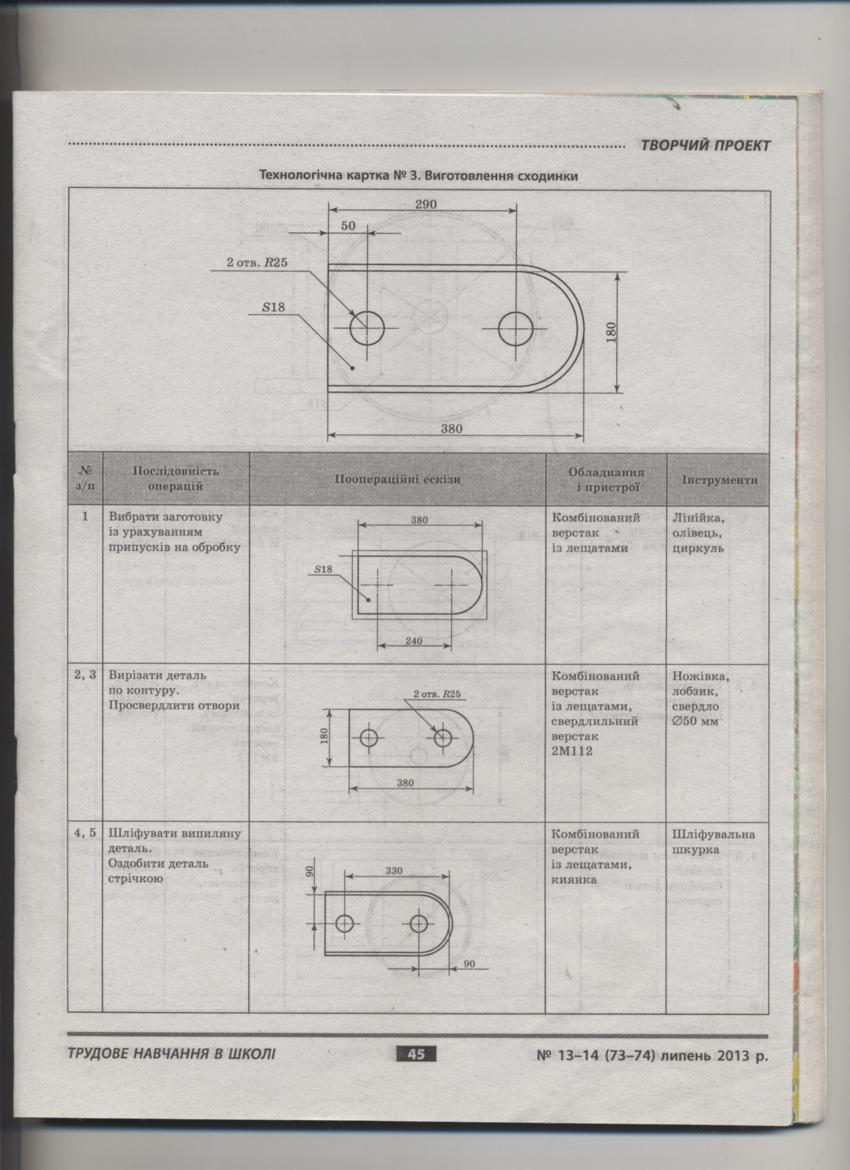 ТВОРЧИЙ ПРОЕКТ
Технологічна картка № 3. Виготовлення сходинки
290
50
2 отв. R25
S18
180
380
№
з/п
Послідовність
операцій
Поопераційні ескізи
Обладнання
і пристрої
Інструменти
1
Вибрати заготовку
із урахуванням
припусків на обробку
380
S18
240
Комбінований
верстак
із лещатами
Лінійка,
олівець,
циркуль
2, 3
Вирізати деталь
по контуру.
Просвердлити отвори
2 отв. R25
180
380
Комбінований
верстак
із лещатами,
свердлильний
верстак
2М112
Ножівка,
лобзик,
свердло
Ø50 мм
4, 5
Шліфувати випиляну
деталь.
Оздобити деталь
стрічкою
90
330
90
Комбінований
верстак
із лещатами,
киянка
Шліфувальна
шкурка
ТРУДОВЕ НАВЧАННЯ В ШКОЛІ
45
№ 13–14 (73–74) липень 2013 р.